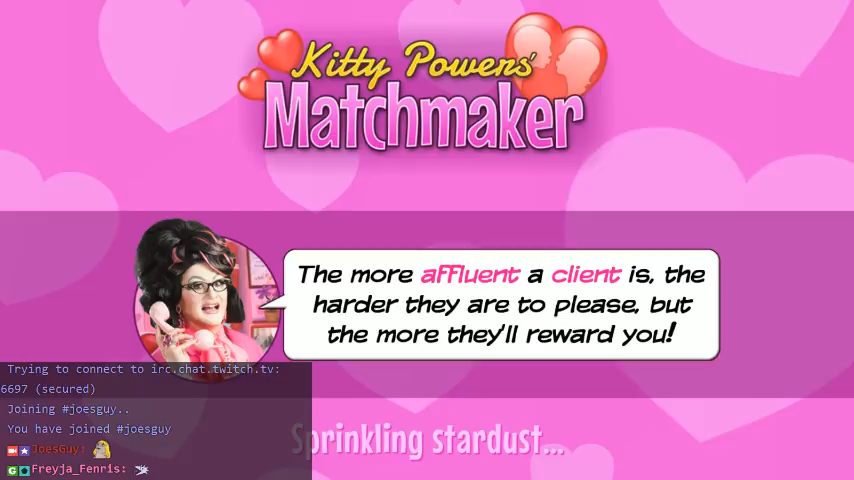 Kitty Powers'
Matchmaker
The more affluent a client is, the
harder they are to please, but
the more they'll reward you!
Trying to connect to irc.chat.twitch.tv:
6697 (secured)
Joining #joesguy..
You have joined #joesguy
JoesGuy:
Freyja_Fenris:
Sprinkling stardust...